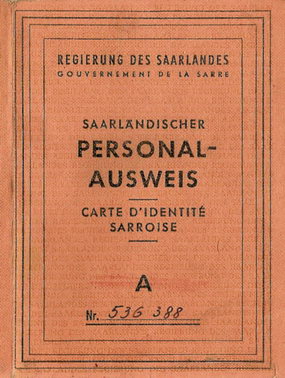 REGIERUNG DES SAARLANDES
GOUVERNEMENT DE LA SARRE
SAARLÄNDISCHER
PERSONAL-
AUSWEIS
CARTE D'IDENTITÉ
SARROISE
A
Nr. 536 388